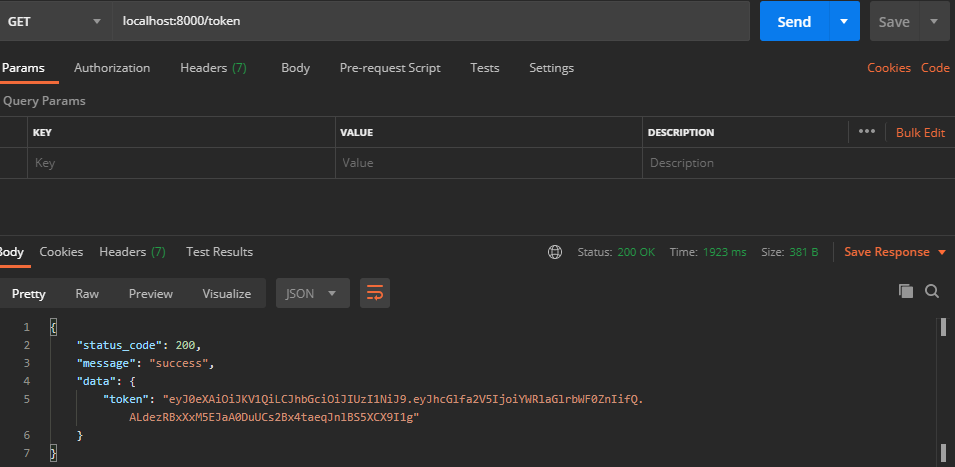 GET localhost:8000/token Send Save
Params Authorization Headers (7) Body Pre-request Script Tests Settings Cookies Code
Query Params
KEY VALUE DESCRIPTION ••• Bulk Edit
Key Value Description
Body Cookies Headers (7) Test Results Status: 200 OK Time: 1923 ms Size: 381 B Save Response
Pretty Raw Preview Visualize JSON
1 {
2 "status_code": 200,
3 "message": "success",
4 "data": {
5 "token": "eyJ0eXAiOiJKV1QiLCJhbGciOiJIUzI1NiJ9.eyJhcGlfa2V5IjoiYWRlaGlrbWF0ZnIifQ.
ALdezRBxXxM5EJaA0DuUCs2Bx4taeqJnlBS5XCX9I1g"
6 }
7 }